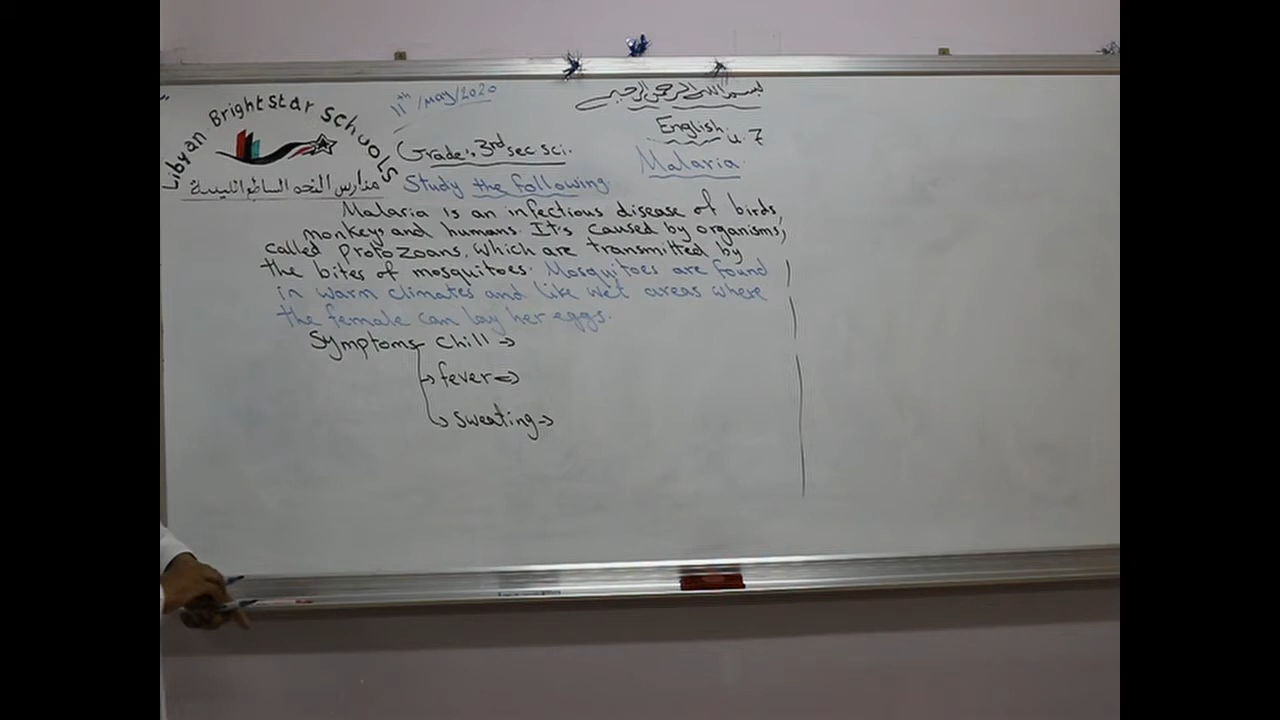 Libyan Brightstar Schools
مدارس النجم الساطع الليبية
11th/May/2020
بسم الله الرحمن الرحيم
English u.7
Grade: 3rd sec sci.
Malaria
Study the following.
Malaria is an infectious disease of birds,
monkeys and humans. It's caused by organisms,
called Protozoans, which are transmitted by
the bites of mosquitoes. Mosquitoes are found
in warm climates and like wet areas where
the female can lay her eggs.
Symptoms → chill →
→ fever →
→ sweating →